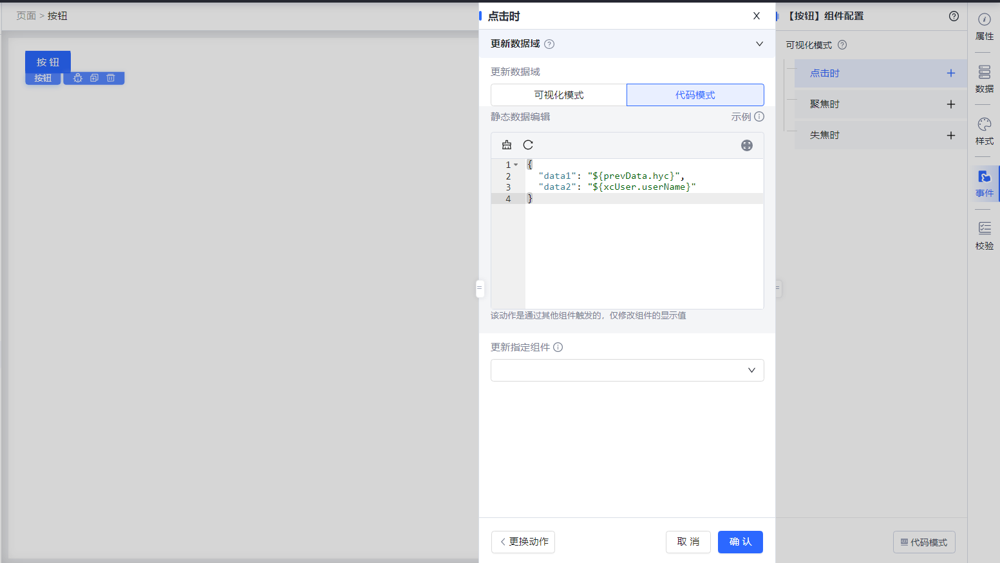 页面 > 按钮
按 钮
按钮
点击时
X
更新数据域
更新数据域
可视化模式
代码模式
静态数据编辑
示例
1 {
2 "data1": "${prevData.hyc}",
3 "data2": "${xcUser.userName}"
4 }
该动作是通过其他组件触发的，仅修改组件的显示值
更新指定组件
更换动作
取 消
确 认
【按钮】组件配置
可视化模式
点击时
聚焦时
失焦时
代码模式
属性
数据
样式
事件
校验